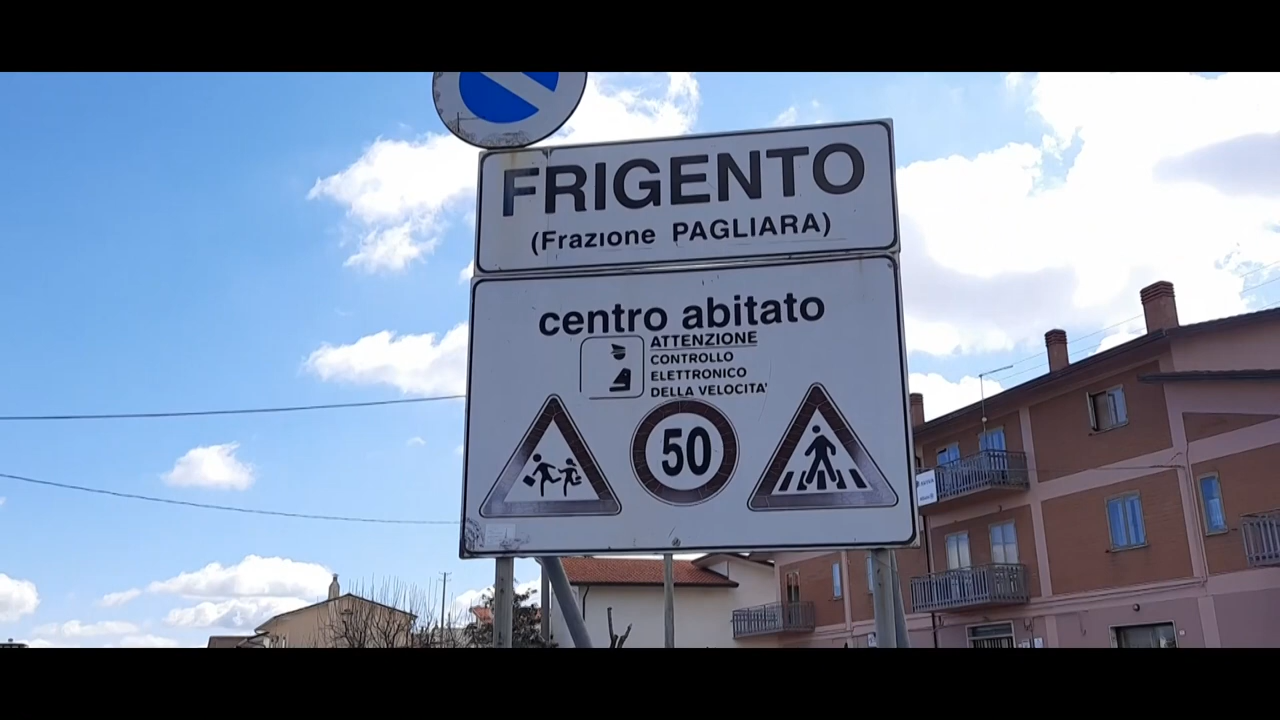 FRIGENTO
(Frazione PAGLIARA)
centro abitato
ATTENZIONE
CONTROLLO
ELETTRONICO
DELLA VELOCITA'
50